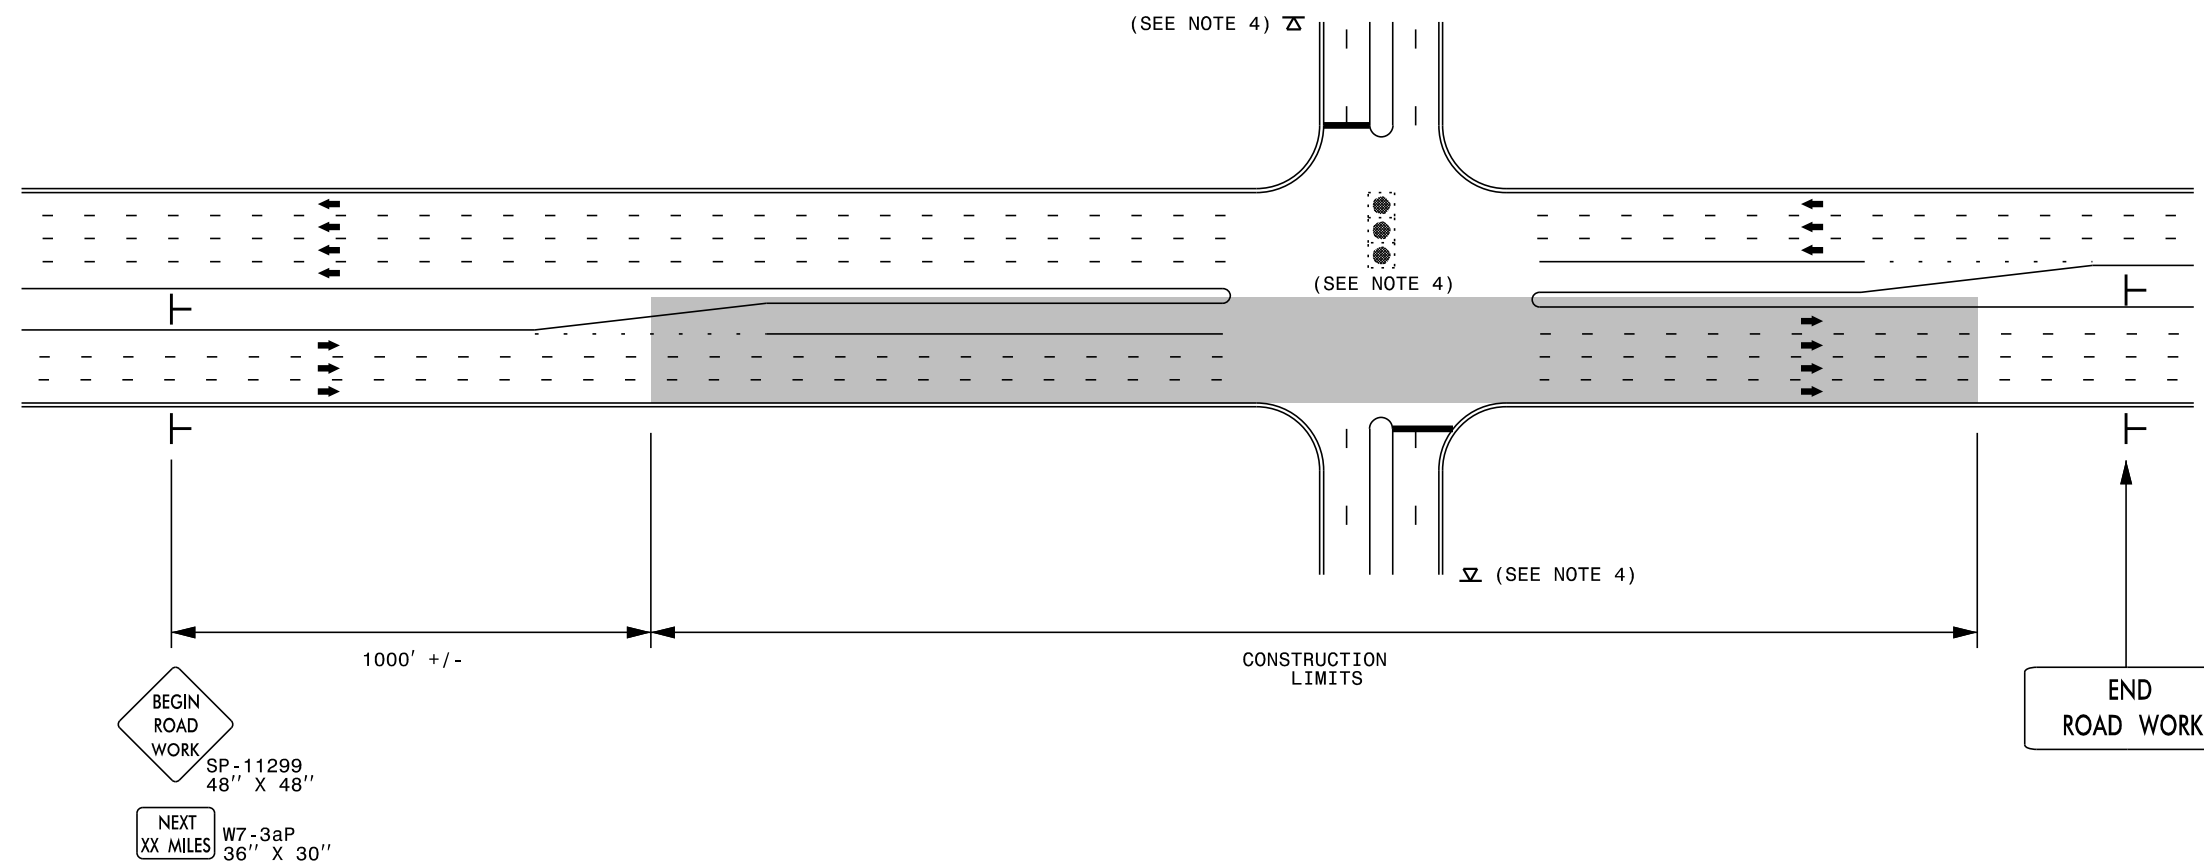 (SEE NOTE 4)
(SEE NOTE 4)
(SEE NOTE 4)
1000' +/-
CONSTRUCTION
LIMITS
BEGIN
ROAD
WORK
SP-11299
48'' X 48''
NEXT
XX MILES
W7-3aP
36'' X 30''
END
ROAD WORK